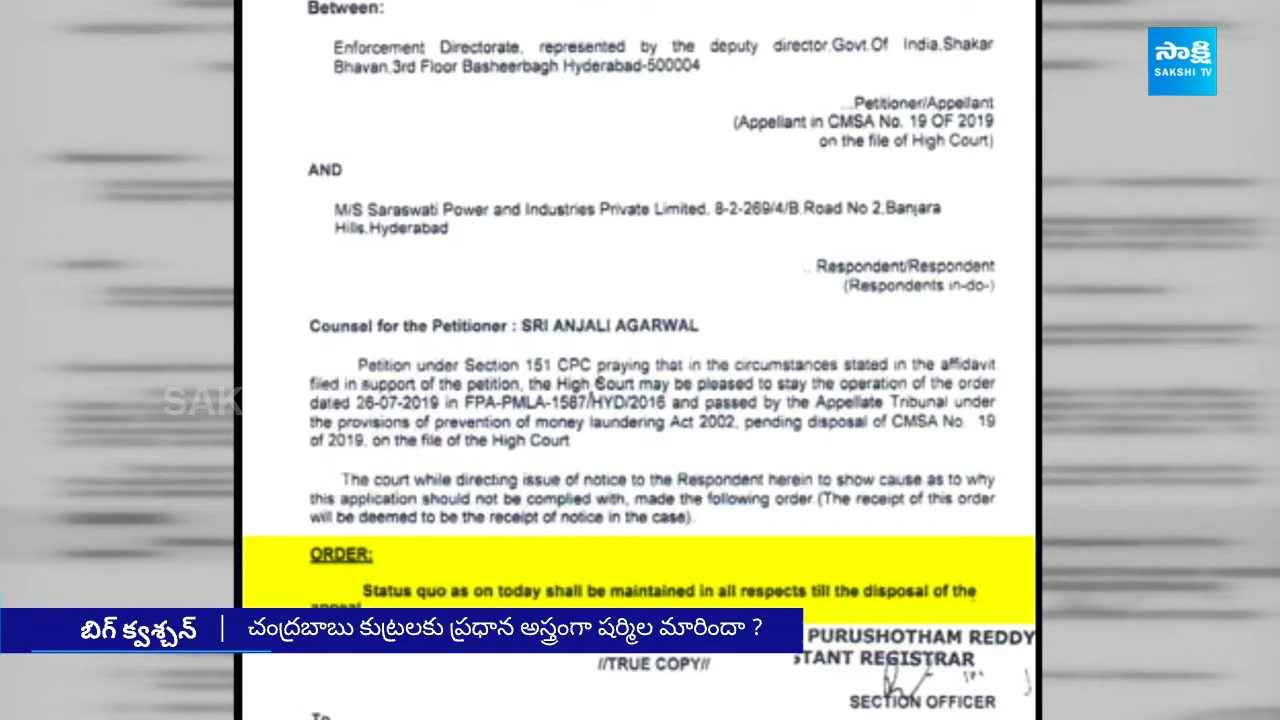 Between:
Enforcement Directorate, represented by the deputy director.Govt.Of India,Shakar
Bhavan,3rd Floor Basheerbagh Hyderabad-500004
...Petitioner/Appellant
(Appellant in CMSA No. 19 OF 2019
on the file of High Court)
AND
M/S Saraswati Power and Industries Private Limited, 8-2-269/4/B,Road No 2,Banjara
Hills,Hyderabad
.. Respondent/Respondent
(Respondents in-do-)
Counsel for the Petitioner : SRI ANJALI AGARWAL
Petition under Section 151 CPC praying that in the circumstances stated in the affidavit
filed in support of the petition, the High Court may be pleased to stay the operation of the order
dated 26-07-2019 in FPA-PMLA-1587/HYD/2016 and passed by the Appellate Tribunal under
the provisions of prevention of money laundering Act 2002, pending disposal of CMSA No. 19
of 2019, on the file of the High Court
The court while directing issue of notice to the Respondent herein to show cause as to why
this application should not be complied with, made the following order (The receipt of this order
will be deemed to be the receipt of notice in the case).
ORDER:
Status quo as on today shall be maintained in all respects till the disposal of the
appeal
PURUSHOTHAM REDDY
STANT REGISTRAR
//TRUE COPY//
SECTION OFFICER
To
బిగ్ క్వశ్చన్ | చంద్రబాబు కుట్రలకు ప్రధాన అస్త్రంగా షర్మిల మారిందా ?
సాక్షి
SAKSHI TV
SAK